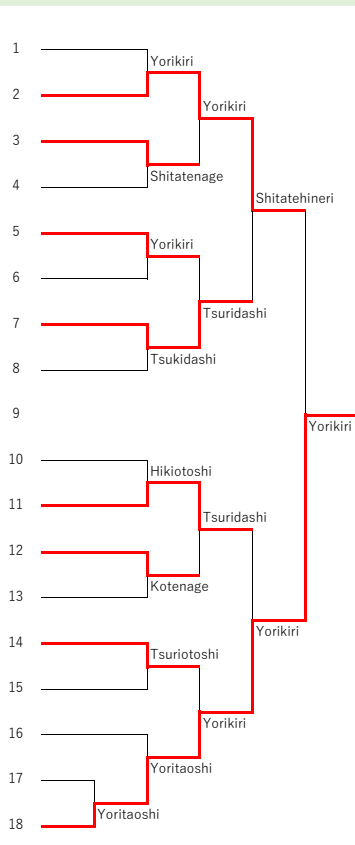 1
Yorikiri
2
Yorikiri
3
Shitatenage
4
Shitatehineri
5
Yorikiri
6
Tsuridashi
7
Tsukidashi
8
9
Yorikiri
10
Hikiotoshi
11
Tsuridashi
12
Kotenage
13
Yorikiri
14
Tsuriotoshi
15
Yorikiri
16
Yoritaoshi
17
Yoritaoshi
18